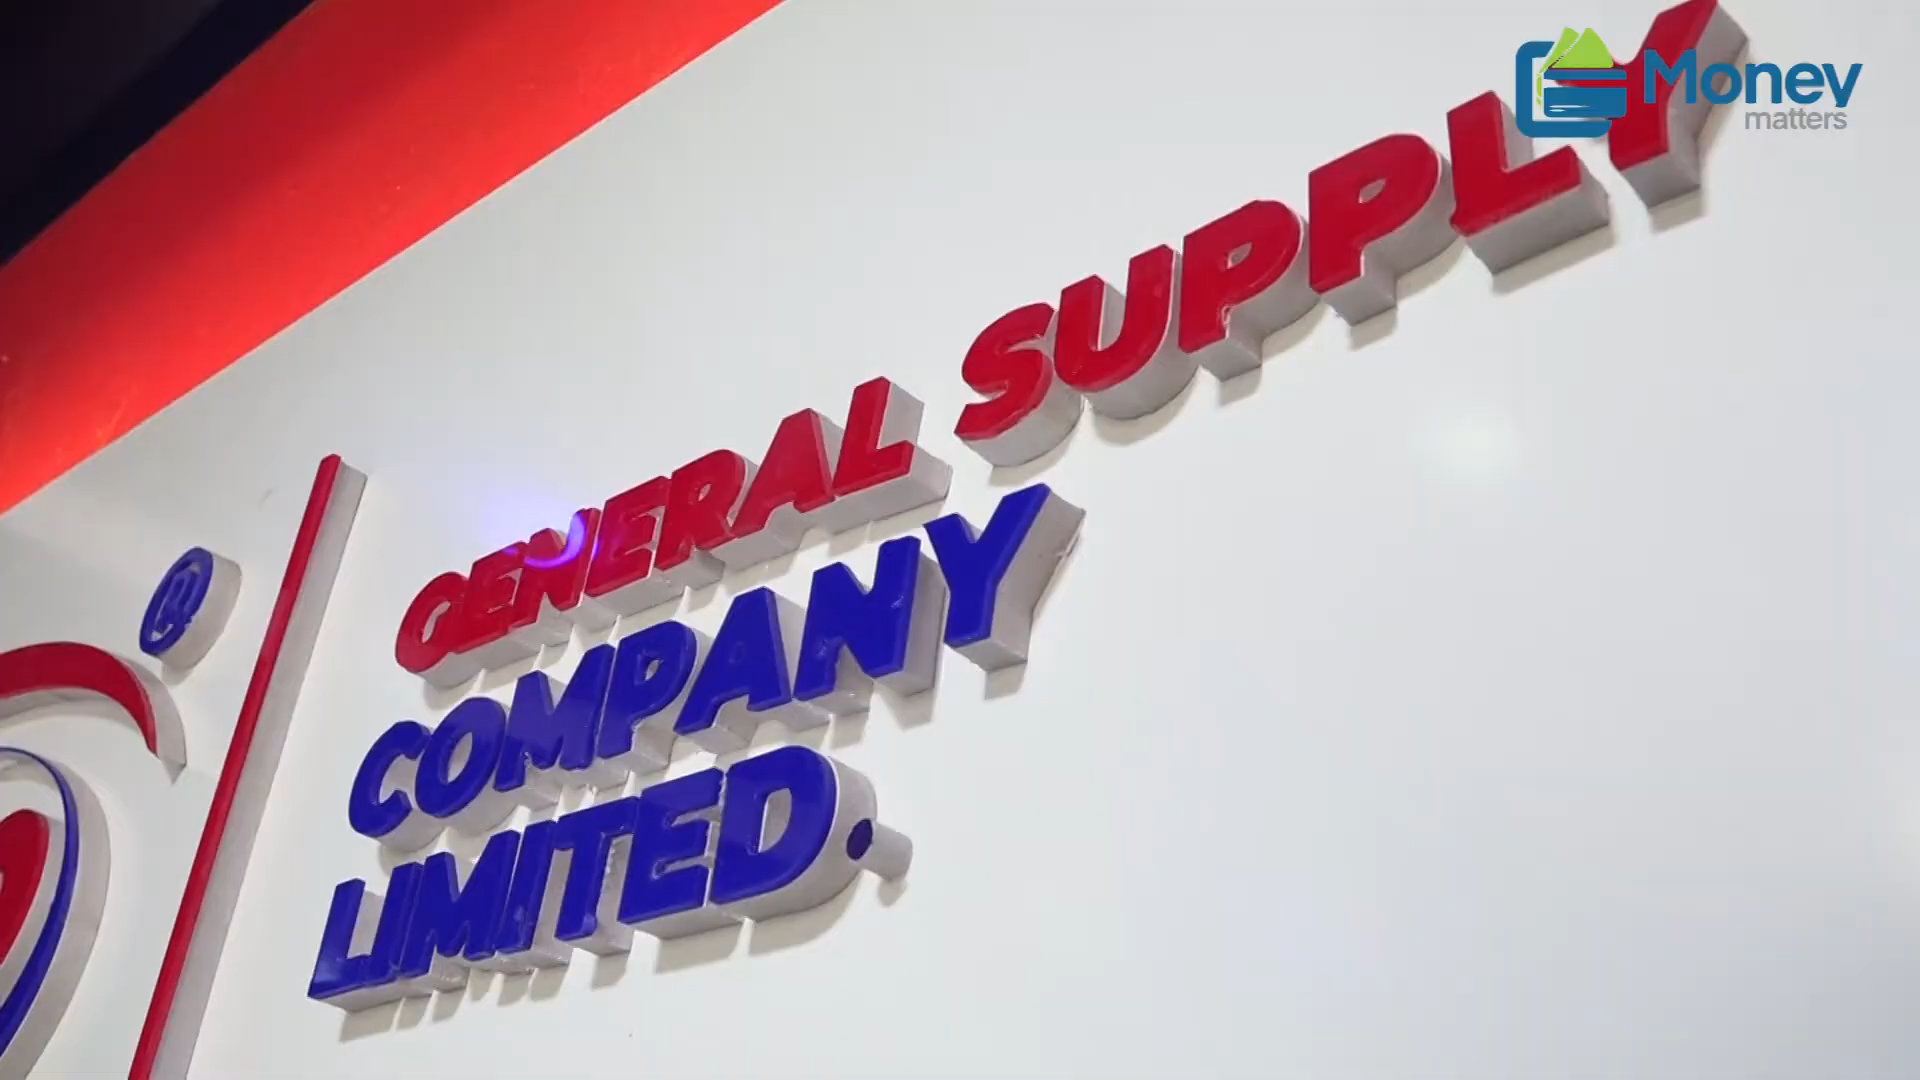 Money
matters
®
GENERAL SUPPLY
COMPANY
LIMITED.